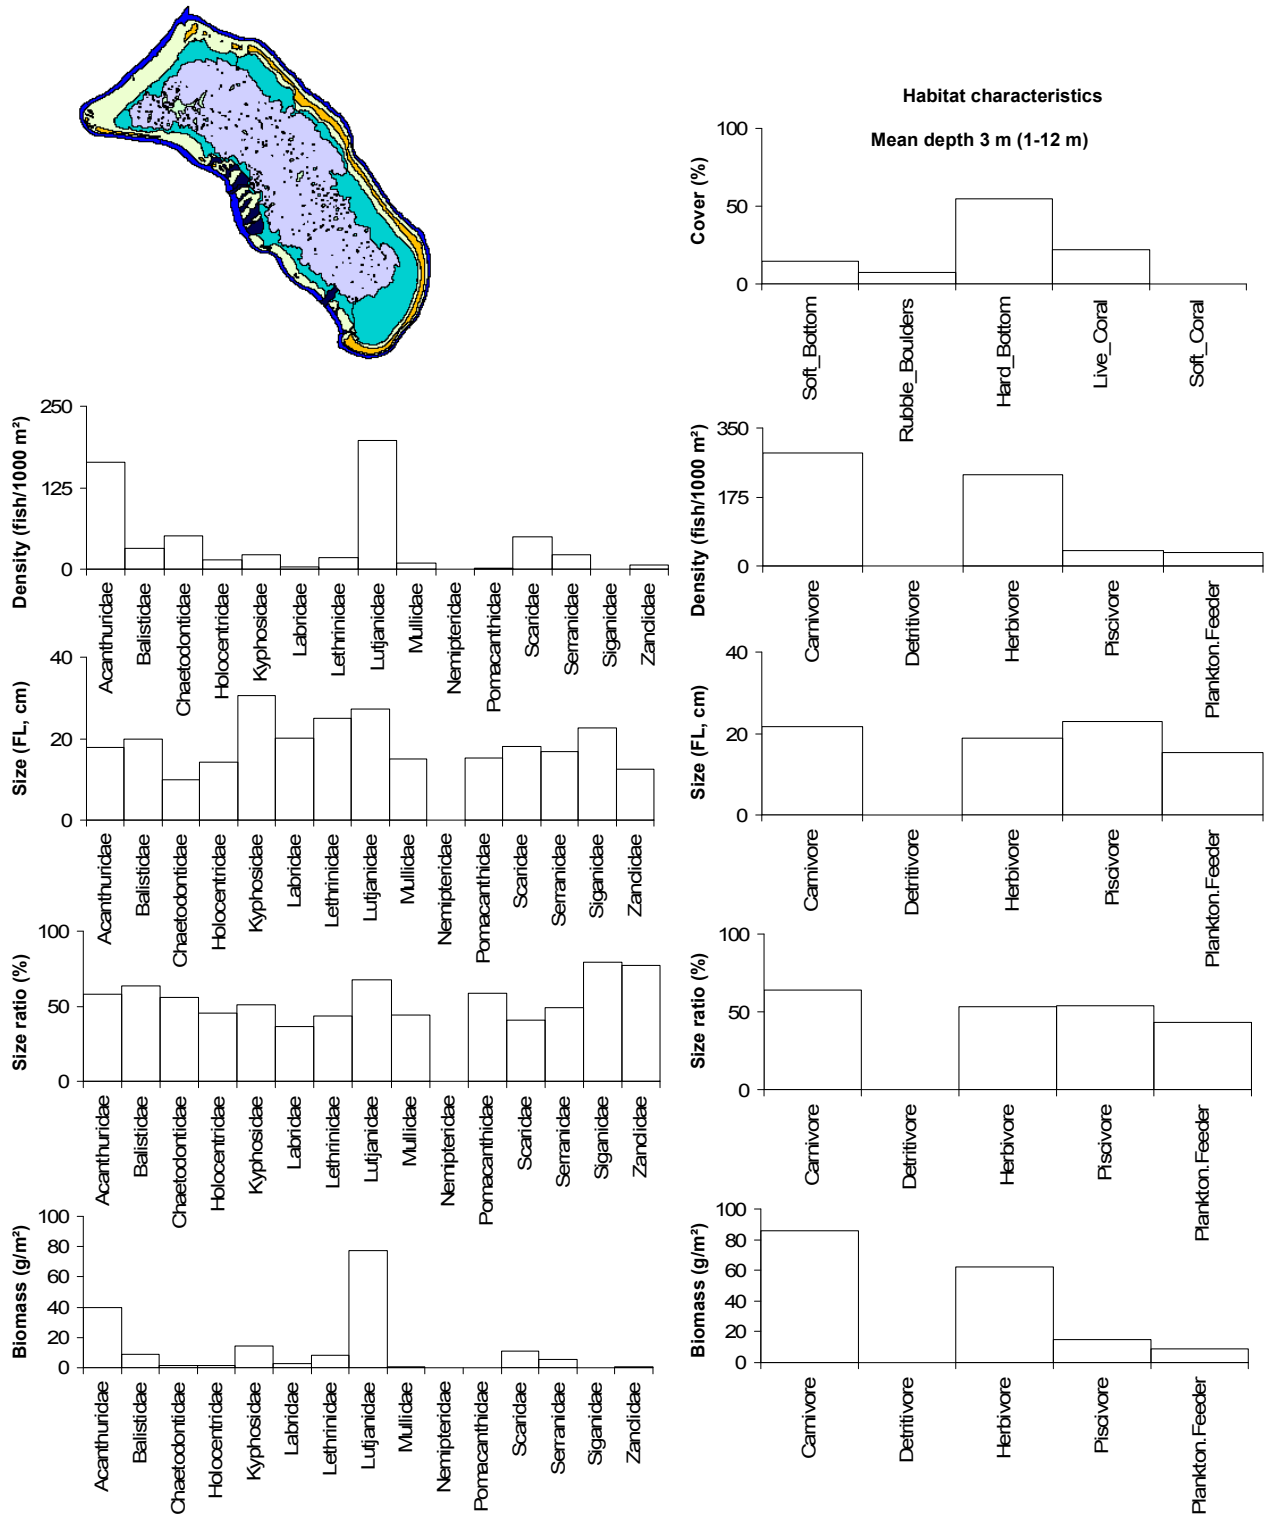 Habitat characteristics
Mean depth 3 m (1-12 m)
Cover (%)
100
50
0
Soft_Bottom
Rubble_Boulders
Hard_Bottom
Live_Coral
Soft_Coral
Density (fish/1000 m²)
250
125
0
Acanthuridae
Balistidae
Chaetodontidae
Holocentridae
Kyphosidae
Labridae
Lethrinidae
Lutjanidae
Mullidae
Nemipteridae
Pomacanthidae
Scaridae
Serranidae
Siganidae
Zanclidae
Density (fish/1000 m²)
350
175
0
Carnivore
Detritivore
Herbivore
Piscivore
Plankton.Feeder
Size (FL, cm)
40
20
0
Acanthuridae
Balistidae
Chaetodontidae
Holocentridae
Kyphosidae
Labridae
Lethrinidae
Lutjanidae
Mullidae
Nemipteridae
Pomacanthidae
Scaridae
Serranidae
Siganidae
Zanclidae
Size (FL, cm)
40
20
0
Carnivore
Detritivore
Herbivore
Piscivore
Plankton.Feeder
Size ratio (%)
100
50
0
Acanthuridae
Balistidae
Chaetodontidae
Holocentridae
Kyphosidae
Labridae
Lethrinidae
Lutjanidae
Mullidae
Nemipteridae
Pomacanthidae
Scaridae
Serranidae
Siganidae
Zanclidae
Size ratio (%)
100
50
0
Carnivore
Detritivore
Herbivore
Piscivore
Plankton.Feeder
Biomass (g/m²)
100
80
60
40
20
0
Acanthuridae
Balistidae
Chaetodontidae
Holocentridae
Kyphosidae
Labridae
Lethrinidae
Lutjanidae
Mullidae
Nemipteridae
Pomacanthidae
Scaridae
Serranidae
Siganidae
Zanclidae
Biomass (g/m²)
100
80
60
40
20
0
Carnivore
Detritivore
Herbivore
Piscivore
Plankton.Feeder